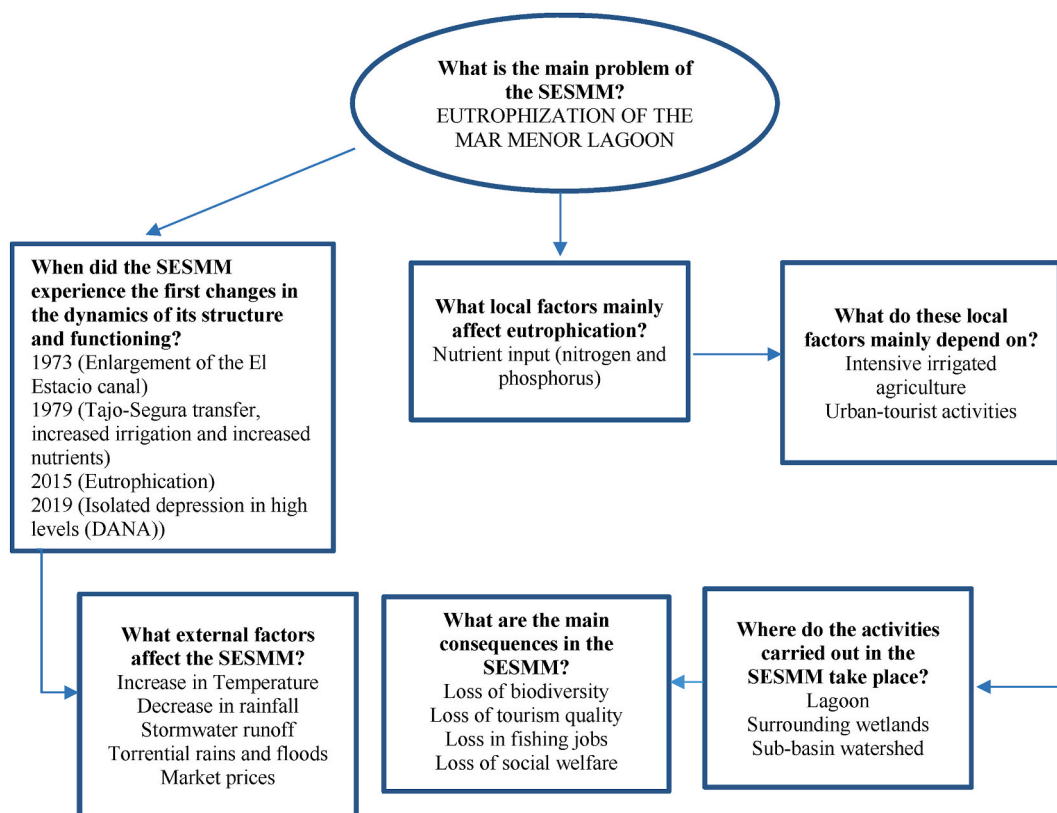 What is the main problem of
the SESMM?
EUTROPHIZATION OF THE
MAR MENOR LAGOON
When did the SESMM
experience the first changes in
the dynamics of its structure
and functioning?
1973 (Enlargement of the El
Estacio canal)
1979 (Tajo-Segura transfer,
increased irrigation and increased
nutrients)
2015 (Eutrophication)
2019 (Isolated depression in high
levels (DANA))
What local factors mainly
affect eutrophication?
Nutrient input (nitrogen and
phosphorus)
What do these local
factors mainly depend on?
Intensive irrigated
agriculture
Urban-tourist activities
What external factors
affect the SESMM?
Increase in Temperature
Decrease in rainfall
Stormwater runoff
Torrential rains and floods
Market prices
What are the main
consequences in the
SESMM?
Loss of biodiversity
Loss of tourism quality
Loss in fishing jobs
Loss of social welfare
Where do the activities
carried out in the
SESMM take place?
Lagoon
Surrounding wetlands
Sub-basin watershed